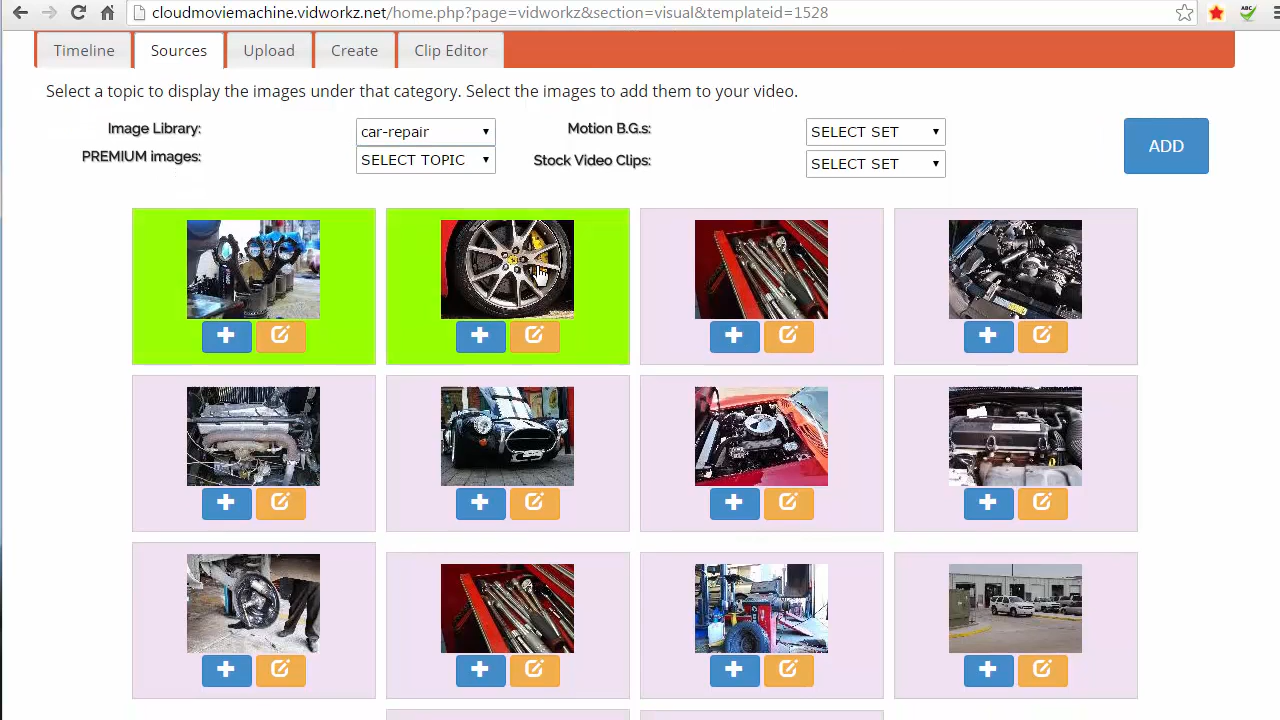 cloudmoviemachine.vidworkz.net/home.php?page=vidworkz&section=visual&templateid=1528
ABC
Timeline Sources Upload Create Clip Editor
Select a topic to display the images under that category. Select the images to add them to your video.
Image Library: car-repair Motion B.G.s: SELECT SET
ADD
PREMIUM images: SELECT TOPIC Stock Video Clips: SELECT SET